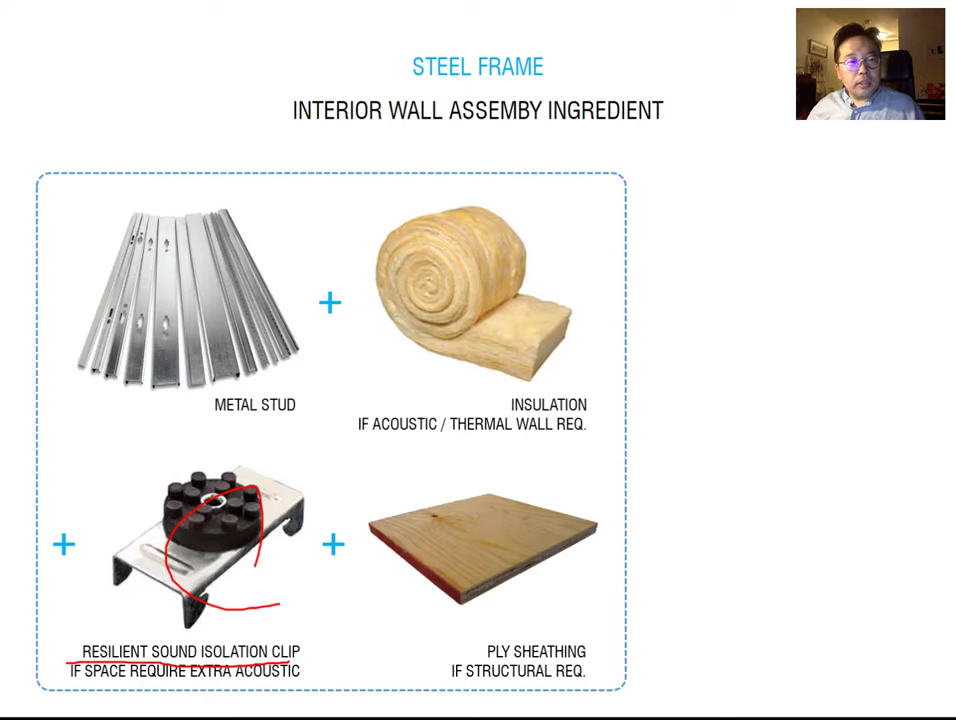 STEEL FRAME
INTERIOR WALL ASSEMBY INGREDIENT
+
METAL STUD
INSULATION
IF ACOUSTIC / THERMAL WALL REQ.
+
+
RESILIENT SOUND ISOLATION CLIP
IF SPACE REQUIRE EXTRA ACOUSTIC
PLY SHEATHING
IF STRUCTURAL REQ.